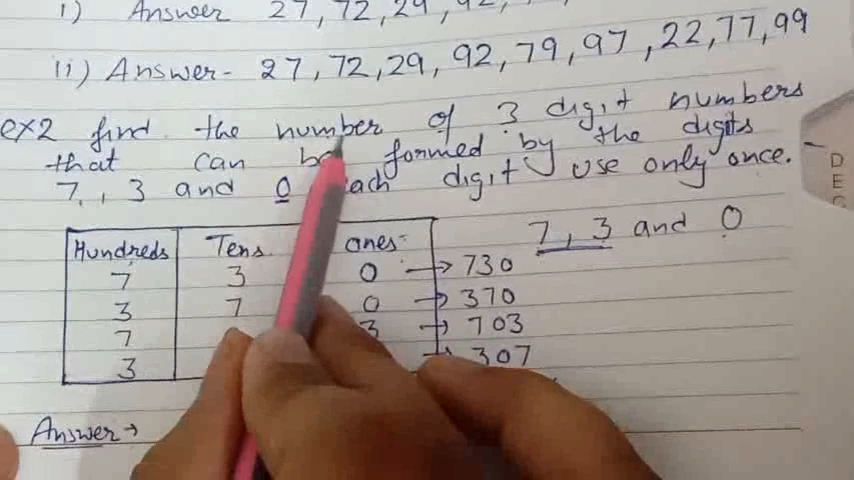 i) Answer 27, 72, 29, 92,
ii) Answer- 27, 72, 29, 92, 79, 97, 22, 77, 99
ex2 find the number of 3 digit numbers
that can be formed by the digits
7, , 3 and 0 each digit use only once.
7, 3 and 0
Hundreds Tens ones
7 3 0 → 730
3 7 0 → 370
7 3 → 703
3 → 307
Answer →
DEC